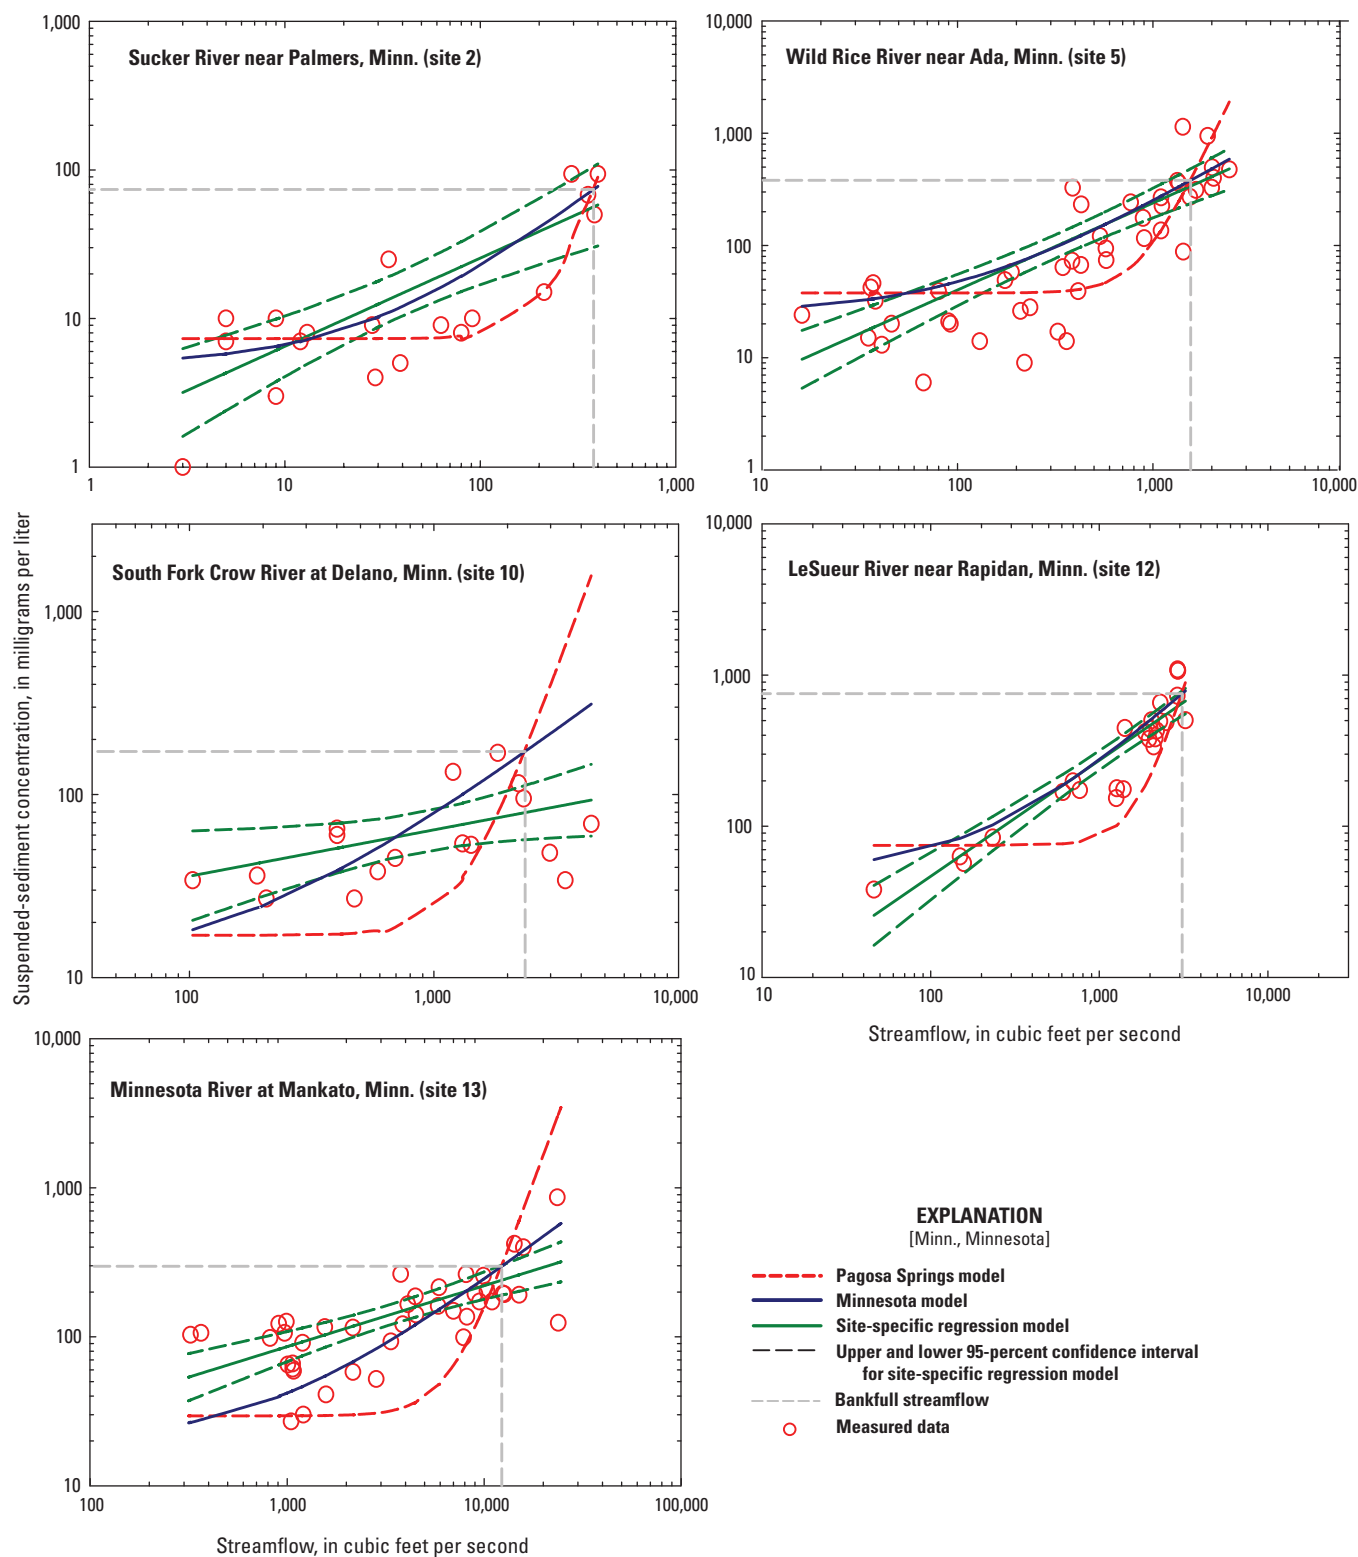 1,000
100
10
1
1
10
100
1,000
Sucker River near Palmers, Minn. (site 2)
10,000
1,000
100
10
1
10
100
1,000
10,000
Wild Rice River near Ada, Minn. (site 5)
Suspended-sediment concentration, in milligrams per liter
1,000
100
10
100
1,000
10,000
South Fork Crow River at Delano, Minn. (site 10)
10,000
1,000
100
10
10
100
1,000
10,000
LeSueur River near Rapidan, Minn. (site 12)
Streamflow, in cubic feet per second
10,000
1,000
100
10
100
1,000
10,000
100,000
Minnesota River at Mankato, Minn. (site 13)
Streamflow, in cubic feet per second
EXPLANATION
[Minn., Minnesota]
Pagosa Springs model
Minnesota model
Site-specific regression model
Upper and lower 95-percent confidence interval
for site-specific regression model
Bankfull streamflow
Measured data